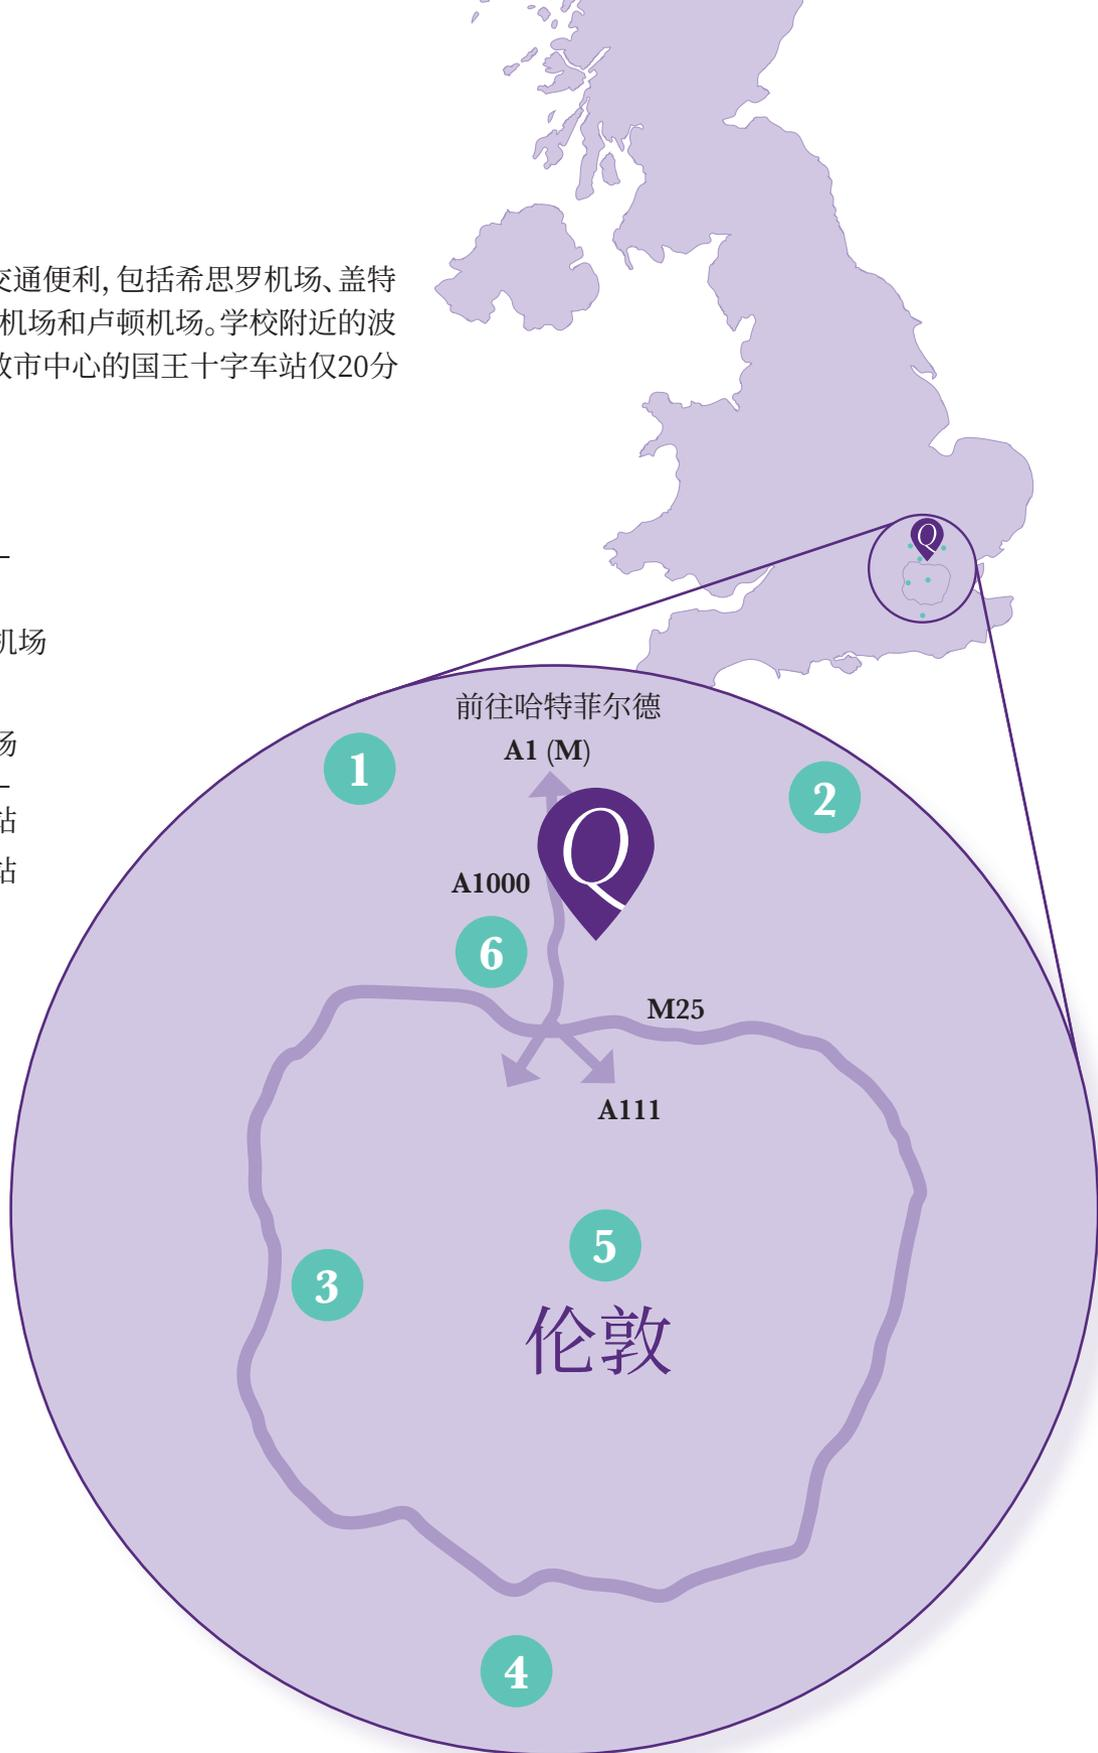 交通便利，包括希思罗机场、盖特
机场和卢顿机场。学校附近的波
敦市中心的国王十字车站仅20分
机场
场
站
站
前往哈特菲尔德
A1 (M)
1
2
Q
A1000
6
Q
M25
A111
5
3
伦敦
4